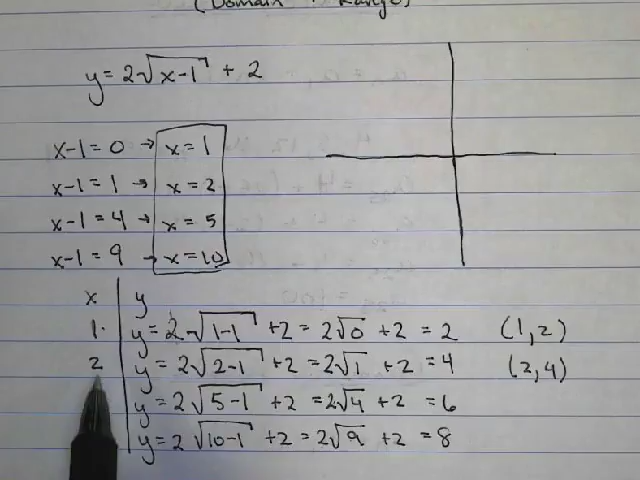 (Domain + Range)
y = 2√(x-1) + 2
x-1 = 0 → x = 1
x-1 = 1 → x = 2
x-1 = 4 → x = 5
x-1 = 9 → x = 10
x | y
1. y = 2√(1-1) +2 = 2√0 +2 = 2 (1,2)
2 y = 2√(2-1) +2 = 2√1 +2 = 4 (2,4)
y = 2√(5-1) +2 = 2√4 +2 = 6
y = 2√(10-1) +2 = 2√9 +2 = 8